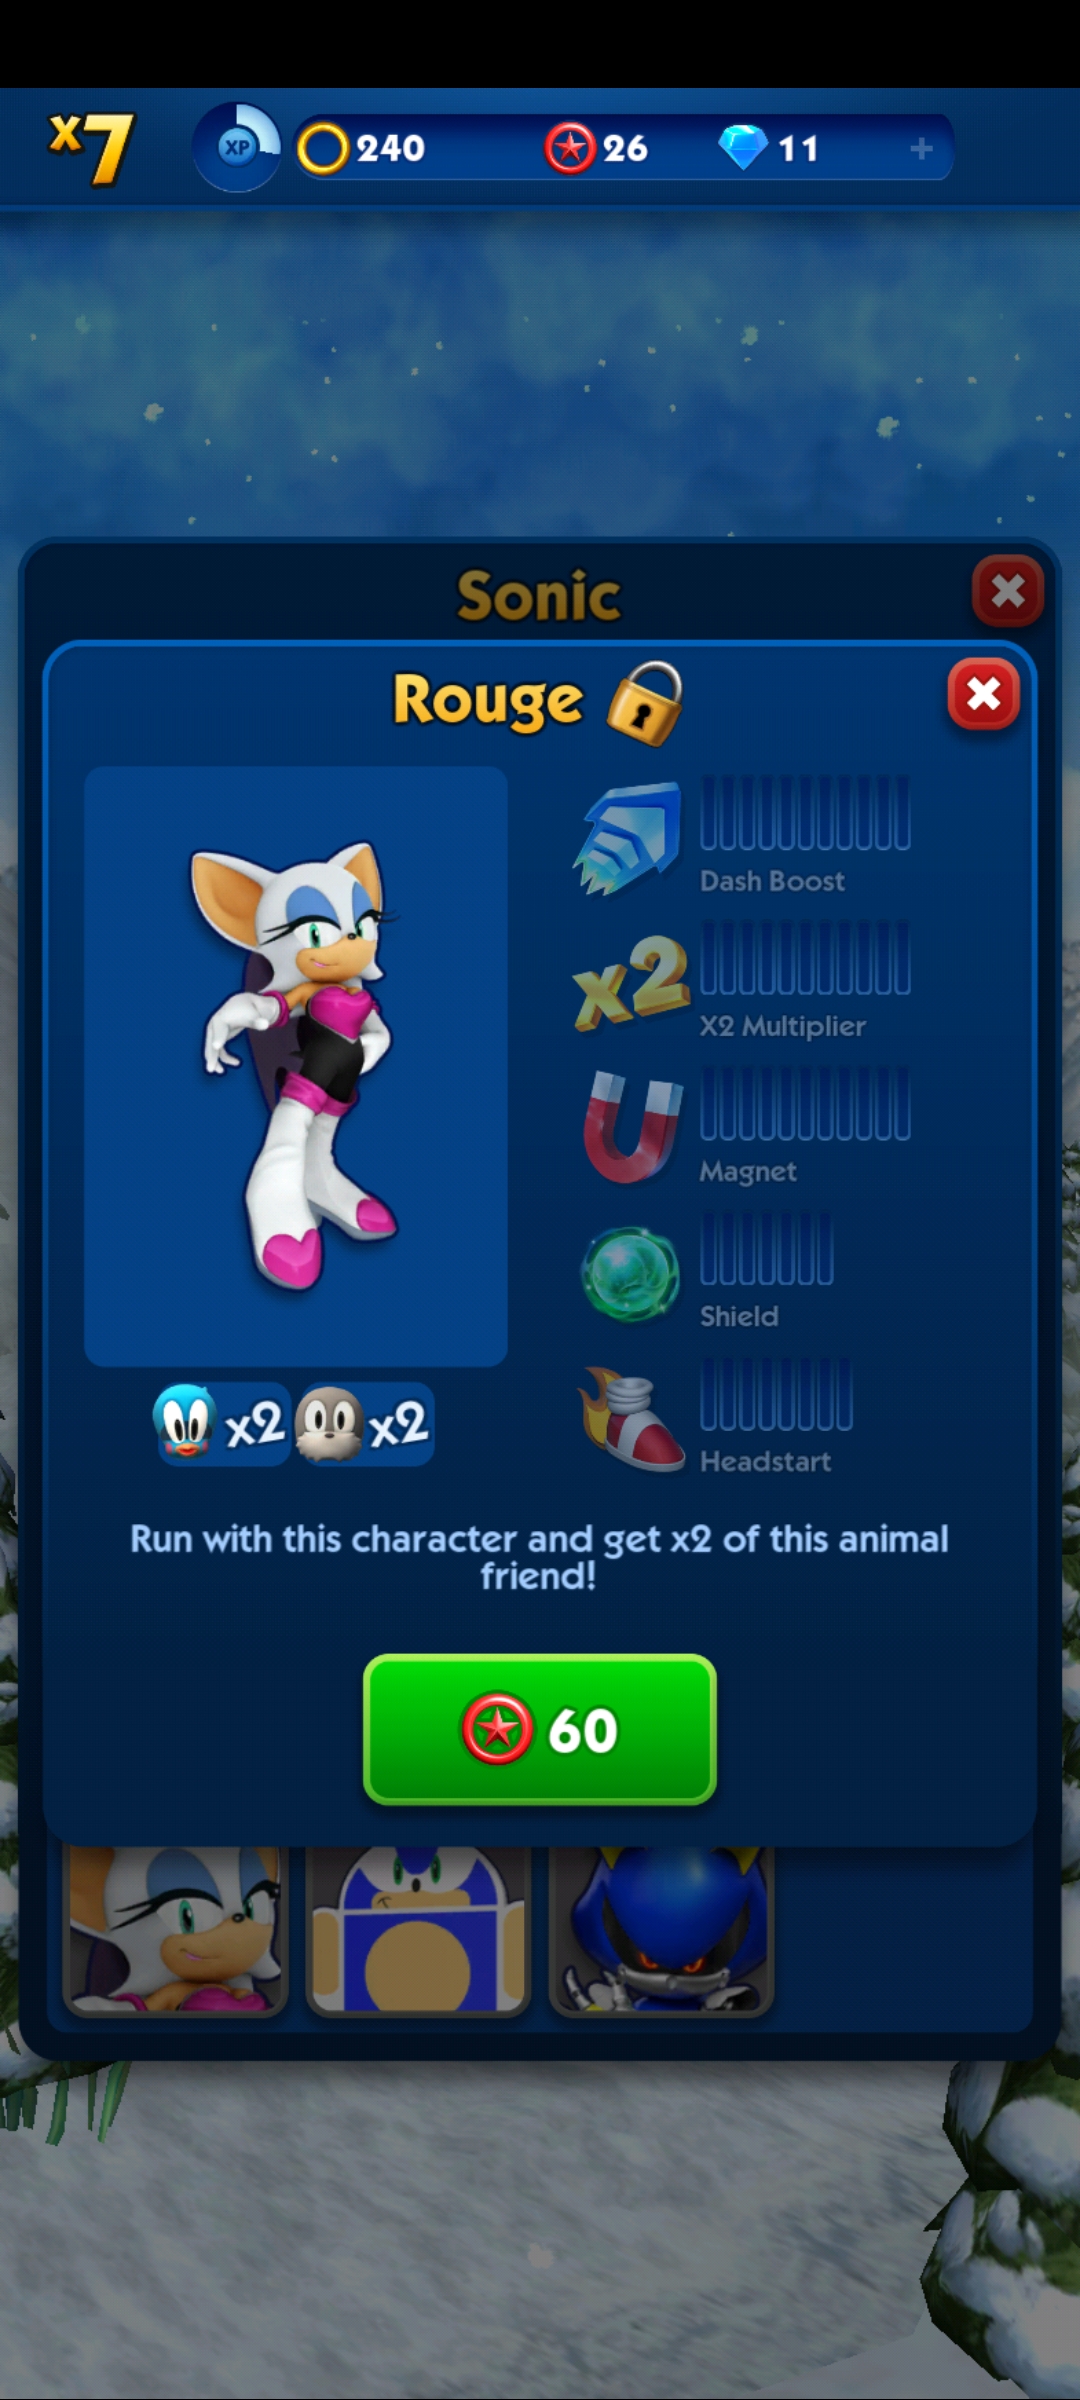 x7
XP
240
26
11
+
Sonic
Rouge
Dash Boost
x2
X2 Multiplier
Magnet
Shield
Headstart
x2
x2
Run with this character and get x2 of this animal
friend!
60